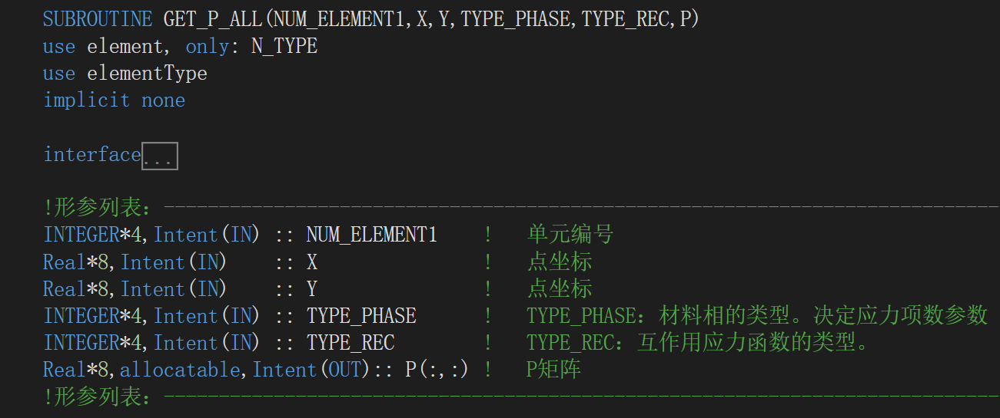 SUBROUTINE GET_P_ALL(NUM_ELEMENT1,X,Y,TYPE_PHASE,TYPE_REC,P)
use element, only: N_TYPE
use elementType
implicit none
interface...
!形参列表：-----------------------------------------------------------------------------
INTEGER*4,Intent(IN) :: NUM_ELEMENT1    !   单元编号
Real*8,Intent(IN)    :: X               !   点坐标
Real*8,Intent(IN)    :: Y               !   点坐标
INTEGER*4,Intent(IN) :: TYPE_PHASE      !   TYPE_PHASE：材料相的类型。决定应力项数参数
INTEGER*4,Intent(IN) :: TYPE_REC        !   TYPE_REC：互作用应力函数的类型。
Real*8,allocatable,Intent(OUT):: P(:,:) !   P矩阵
!形参列表：-----------------------------------------------------------------------------